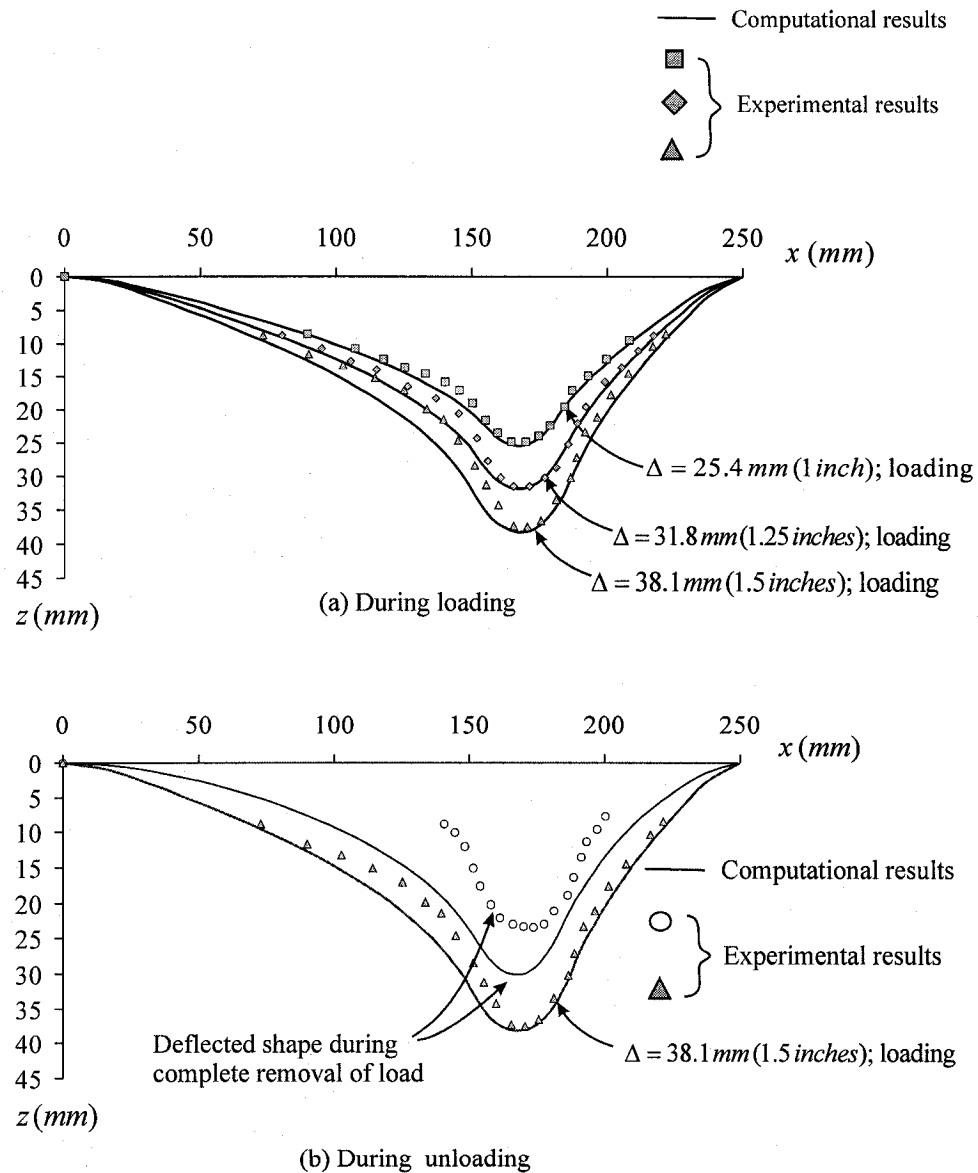 Computational results
Experimental results
0 50 100 150 200 250
x (mm)
0
5
10
15
20
25
30
35
40
45
z (mm)
Δ = 25.4 mm (1 inch); loading
Δ = 31.8 mm (1.25 inches); loading
Δ = 38.1 mm (1.5 inches); loading
(a) During loading
0 50 100 150 200 250
x (mm)
0
5
10
15
20
25
30
35
40
45
z (mm)
Computational results
Experimental results
Δ = 38.1 mm (1.5 inches); loading
Deflected shape during
complete removal of load
(b) During unloading